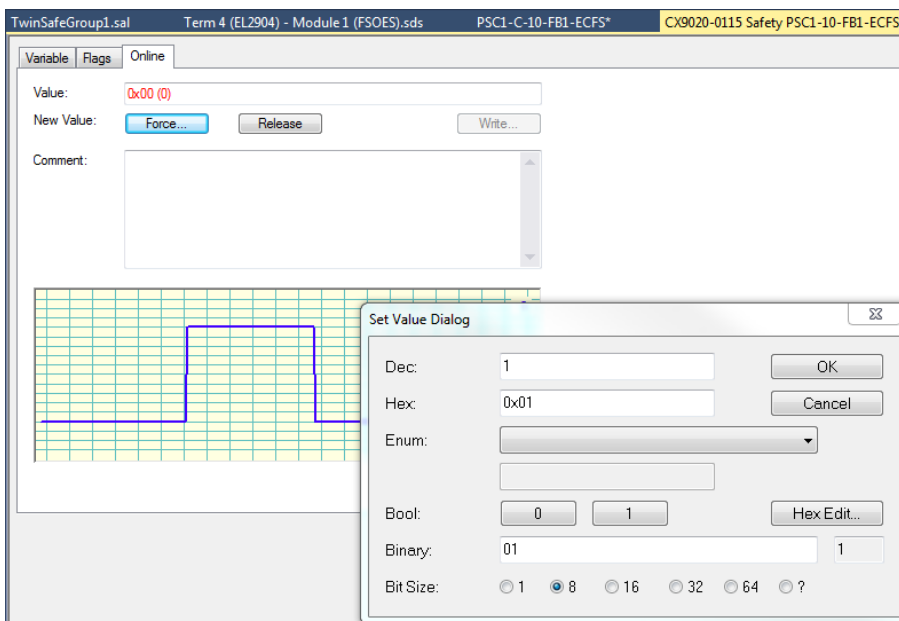 TwinSafeGroup1.sal Term 4 (EL2904) - Module 1 (FSOES).sds PSC1-C-10-FB1-ECFS* CX9020-0115 Safety PSC1-10-FB1-ECFS
Variable Flags Online
Value: 0x00 (0)
New Value: Force... Release Write...
Comment:
Set Value Dialog
Dec: 1 OK
Hex: 0x01 Cancel
Enum:
Bool: 0 1 Hex Edit...
Binary: 01 1
Bit Size: 1 8 16 32 64 ?